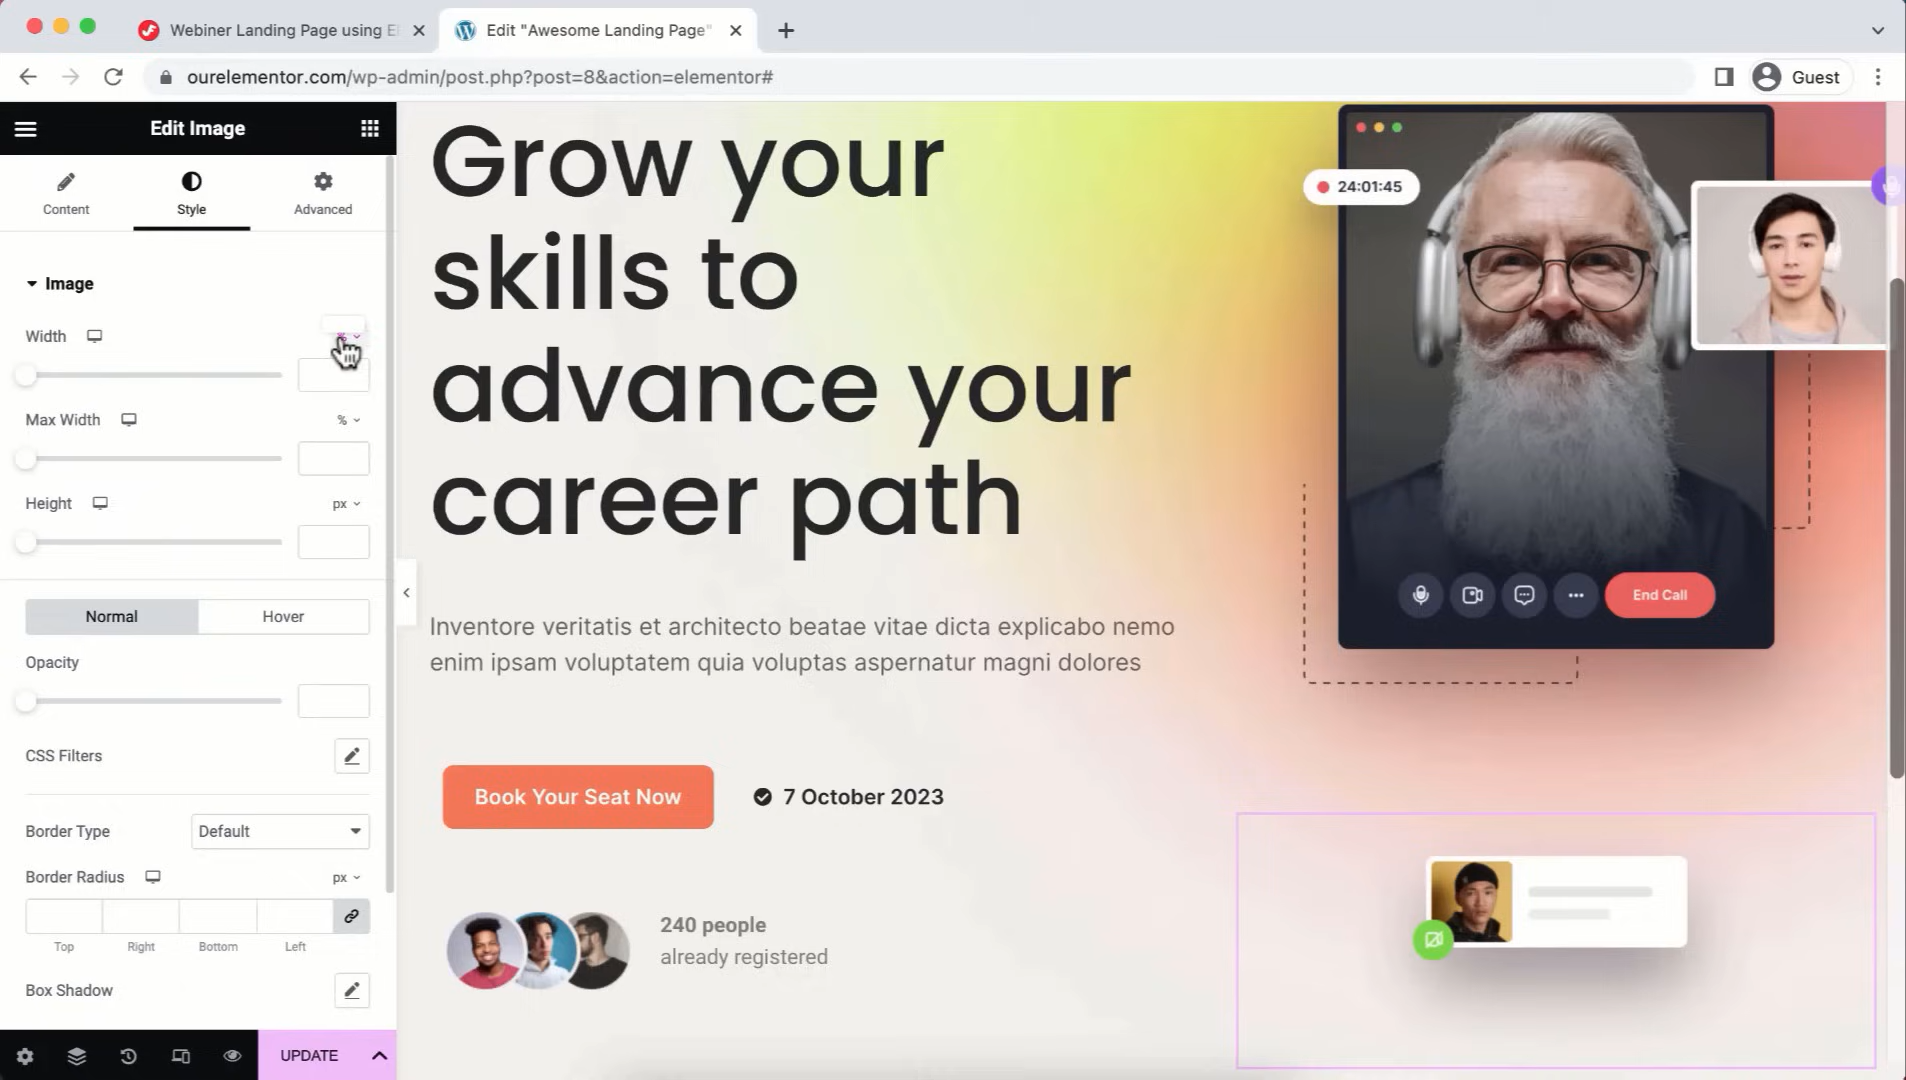 Webiner Landing Page using El
Edit "Awesome Landing Page"
ourelementor.com/wp-admin/post.php?post=8&action=elementor#
Guest
Edit Image
Content
Style
Advanced
Image
Width
Max Width
%
Height
px
Normal
Hover
Opacity
CSS Filters
Border Type
Default
Border Radius
px
Top
Right
Bottom
Left
Box Shadow
UPDATE
Grow your
skills to
advance your
career path
Inventore veritatis et architecto beatae vitae dicta explicabo nemo
enim ipsam voluptatem quia voluptas aspernatur magni dolores
Book Your Seat Now
7 October 2023
240 people
already registered
24:01:45
End Call